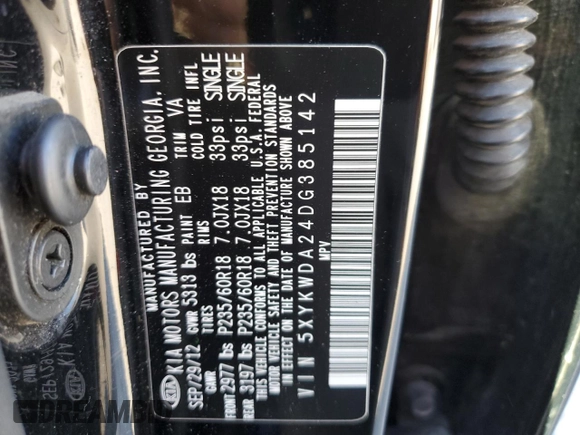 MANUFACTURED BY
KIA KIA MOTORS MANUFACTURING GEORGIA, INC.
SEP/29/12 GVWR 5313 lbs PAINT EB TRIM VA
GAWR TIRES RIMS COLD TIRE INFL
FRONT 2977 lbs P235/60R18 7.0JX18 33psi SINGLE
REAR 3197 lbs P235/60R18 7.0JX18 33psi SINGLE
THIS VEHICLE CONFORMS TO ALL APPLICABLE U.S.A. FEDERAL
MOTOR VEHICLE SAFETY AND THEFT PREVENTION STANDARDS
IN EFFECT ON THE DATE OF MANUFACTURE SHOWN ABOVE
VIN 5XYKWDA24DG385142
MPV